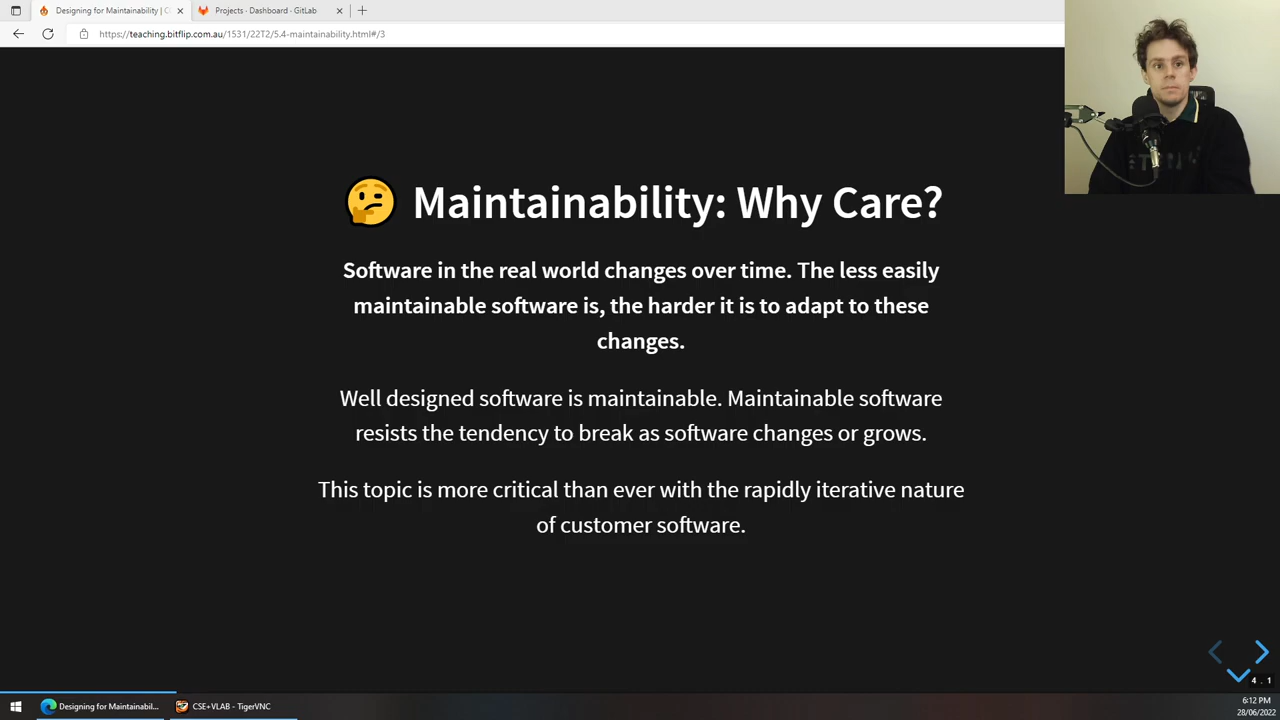 Designing for Maintainability | C
Projects · Dashboard · GitLab
https://teaching.bitflip.com.au/1531/22T2/5.4-maintainability.html#/3
Maintainability: Why Care?
Software in the real world changes over time. The less easily
maintainable software is, the harder it is to adapt to these
changes.
Well designed software is maintainable. Maintainable software
resists the tendency to break as software changes or grows.
This topic is more critical than ever with the rapidly iterative nature
of customer software.
4 . 1
Designing for Maintainabil...
CSE+VLAB - TigerVNC
6:12 PM
28/06/2022